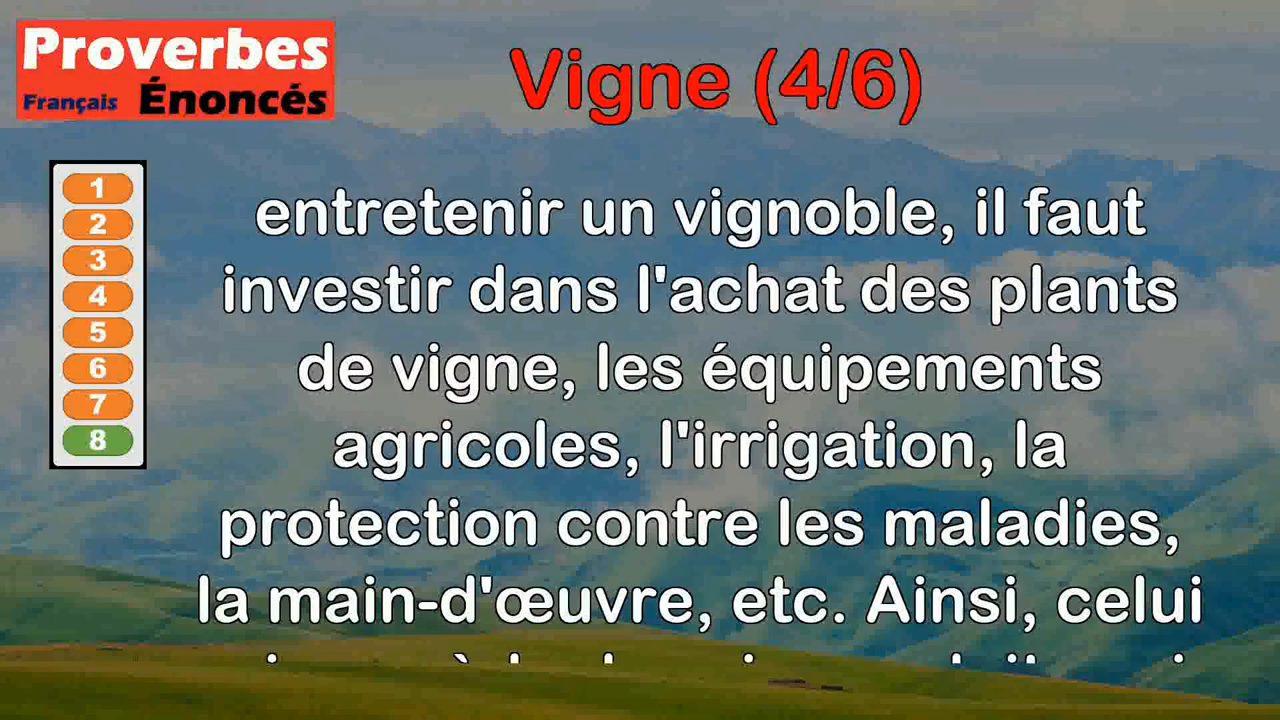 Proverbes
Français Énoncés
Vigne (4/6)
1
2
3
4
5
6
7
8
entretenir un vignoble, il faut
investir dans l'achat des plants
de vigne, les équipements
agricoles, l'irrigation, la
protection contre les maladies,
la main-d'œuvre, etc. Ainsi, celui